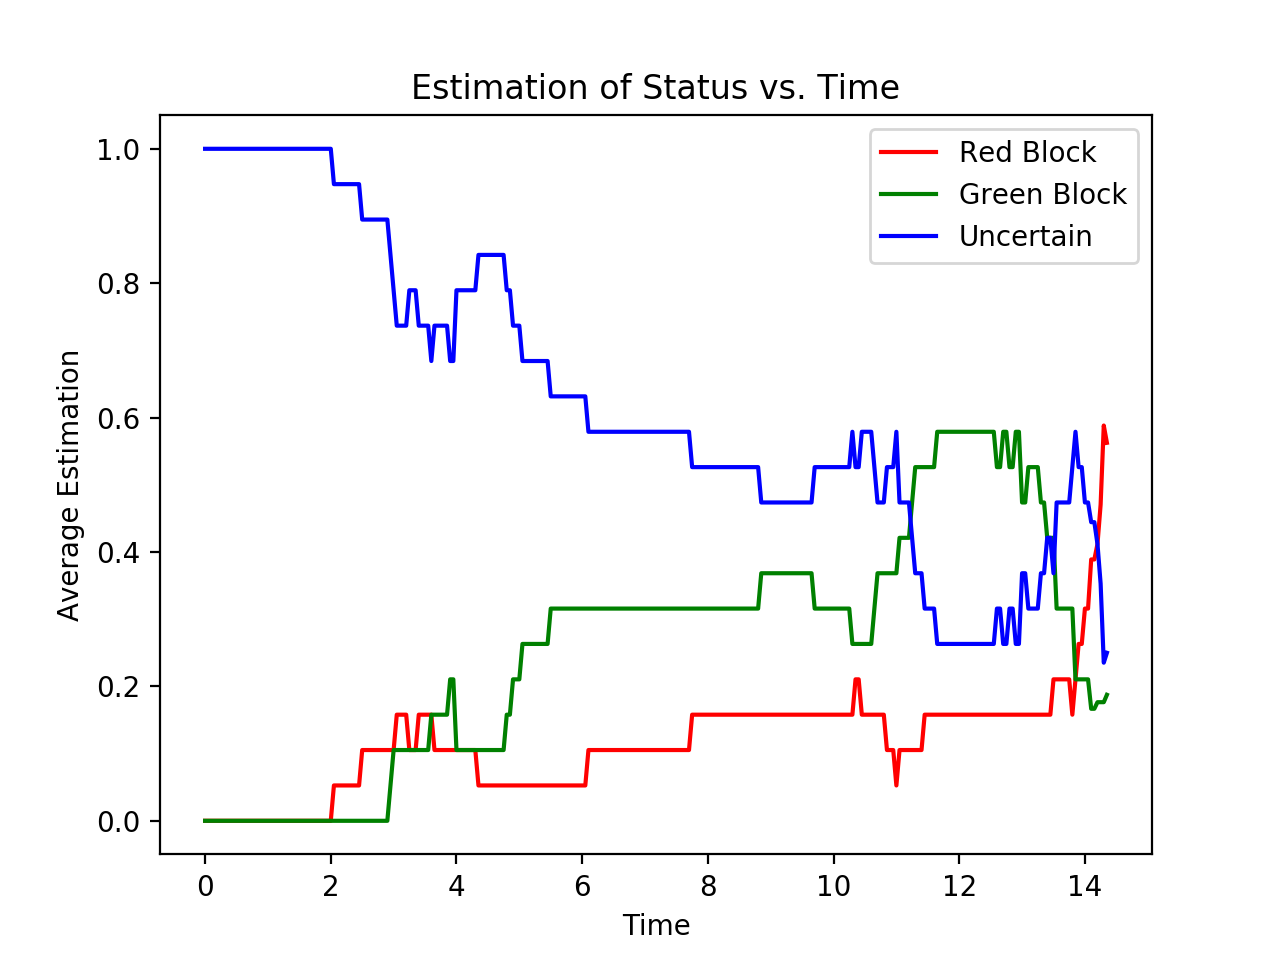 Estimation of Status vs. Time
Red Block
Green Block
Uncertain
Average Estimation
1.0
0.8
0.6
0.4
0.2
0.0
0 2 4 6 8 10 12 14
Time